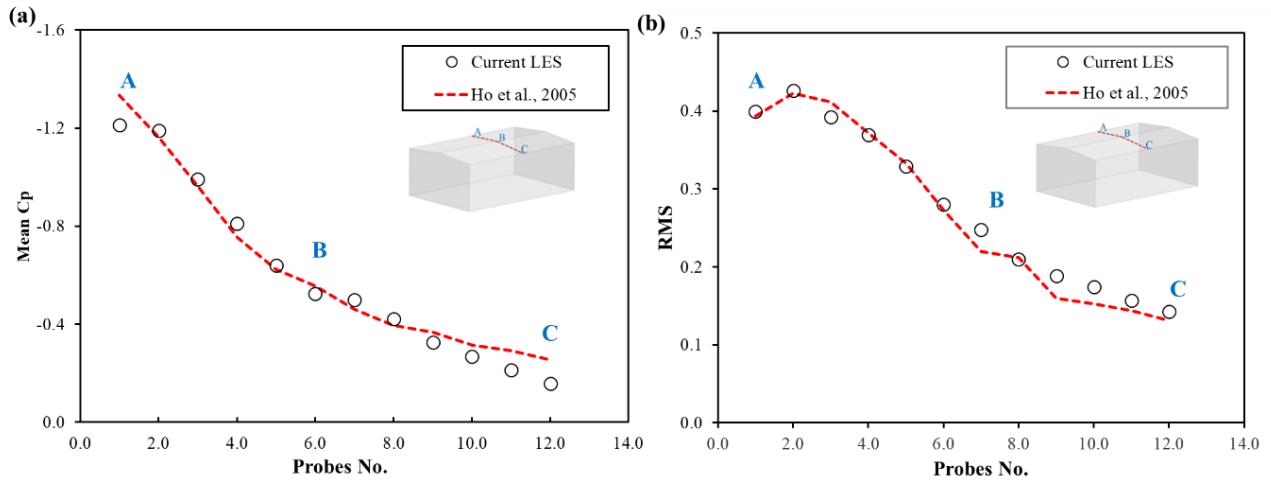 (a)
-1.6
-1.2
-0.8
-0.4
0.0
Mean Cp
0.0 2.0 4.0 6.0 8.0 10.0 12.0 14.0
Probes No.
A
B
C
Current LES
Ho et al., 2005
A
B
C
(b)
0.5
0.4
0.3
0.2
0.1
0.0
RMS
0.0 2.0 4.0 6.0 8.0 10.0 12.0 14.0
Probes No.
A
B
C
Current LES
Ho et al., 2005
A
B
C